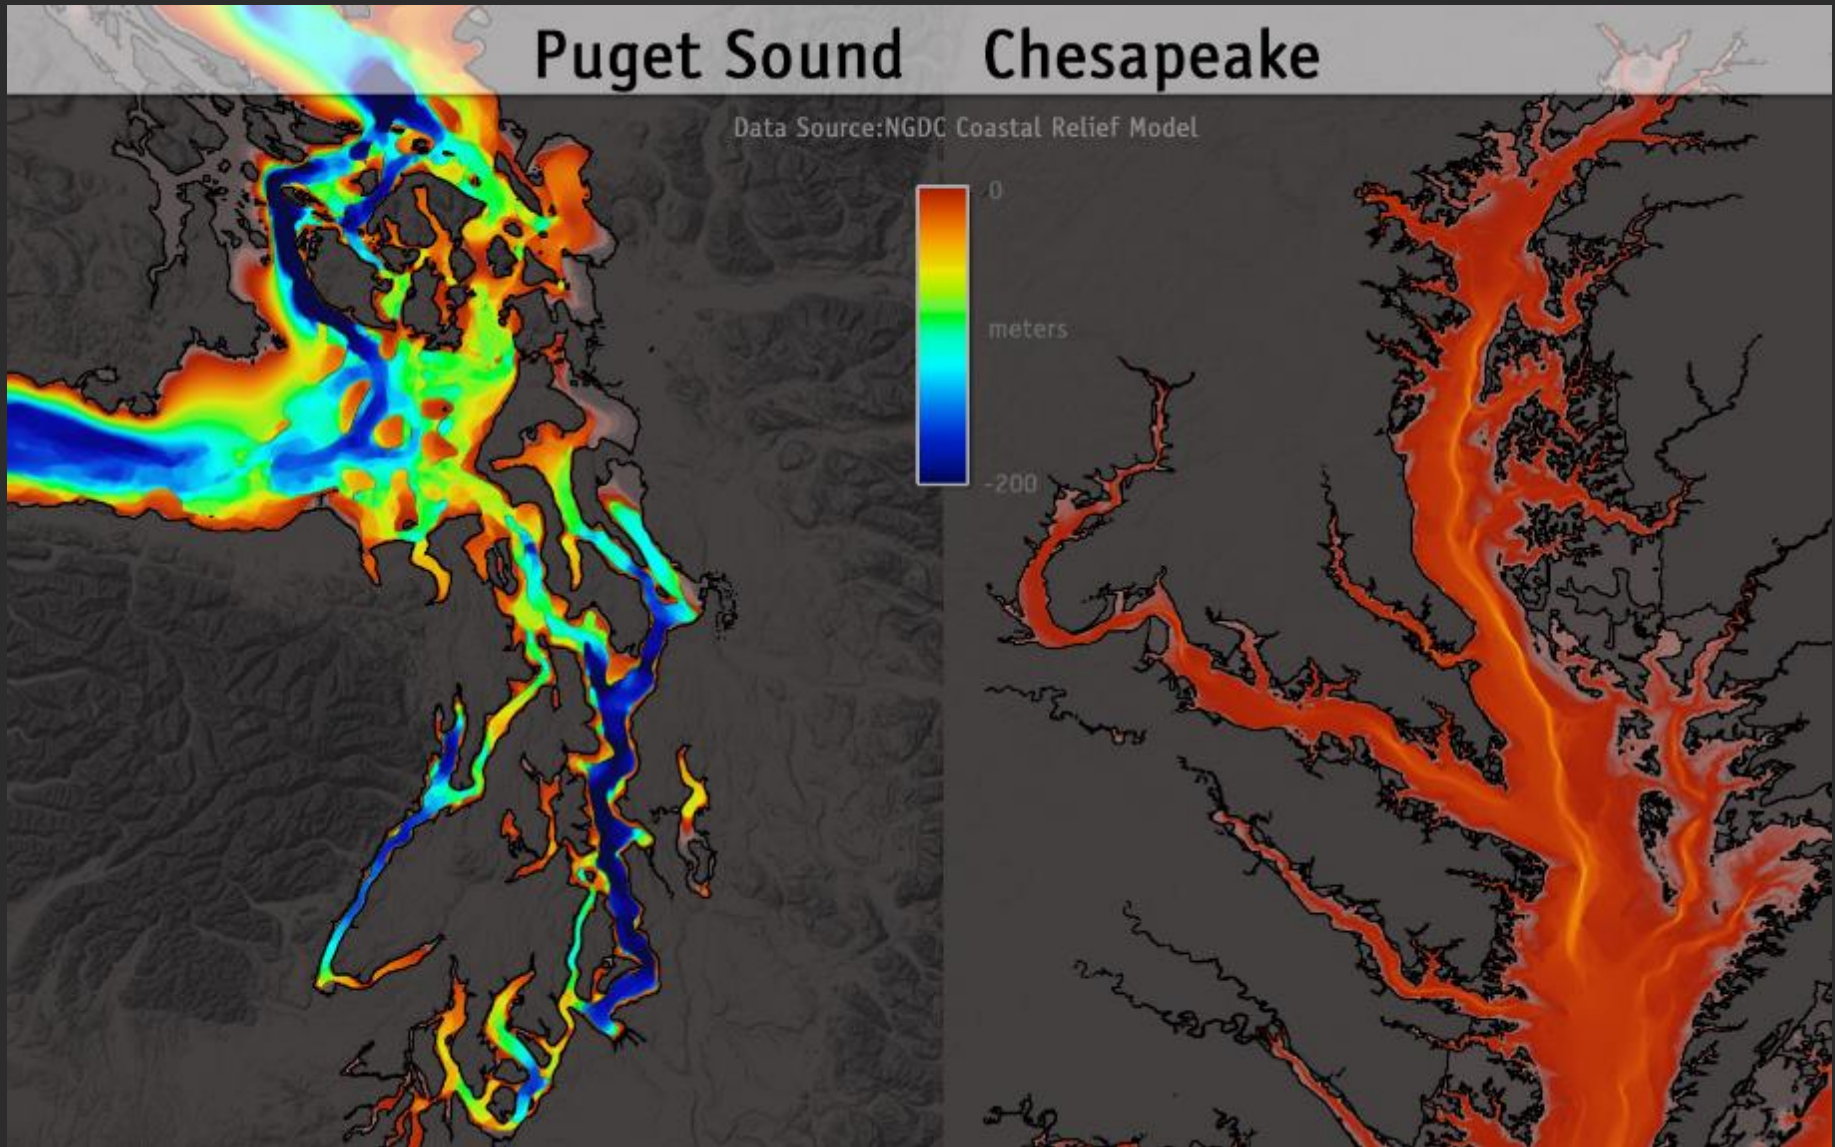 Puget Sound Chesapeake
Data Source:NGDC Coastal Relief Model
0
meters
-200